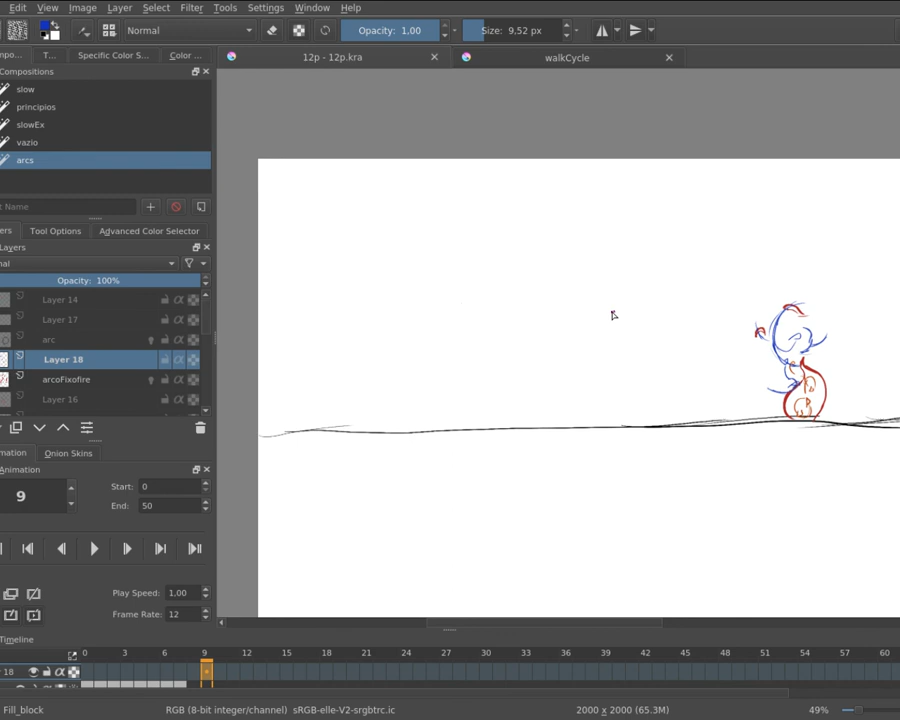 File Edit View Image Layer Select Filter Tools Settings Window Help
Normal Opacity: 1,00 Size: 9,52 px
T... Specific Color S... Color ...
12p - 12p.kra walkCycle
Compositions
slow
principios
slowEx
vazio
arcs
Tool Options Advanced Color Selector
Opacity: 100%
Layer 14
Layer 17
arc
Layer 18
arcoFixofire
Layer 16
Onion Skins
9
Start: 0
End: 50
Play Speed: 1,00
Frame Rate: 12
Timeline
0 3 6 9 12 15 18 21 24 27 30 33 36 39 42 45 48 51 54 57 60
18
Fill_block RGB (8-bit integer/channel) sRGB-elle-V2-srgbtrc.ic 2000 x 2000 (65.3M) 49%